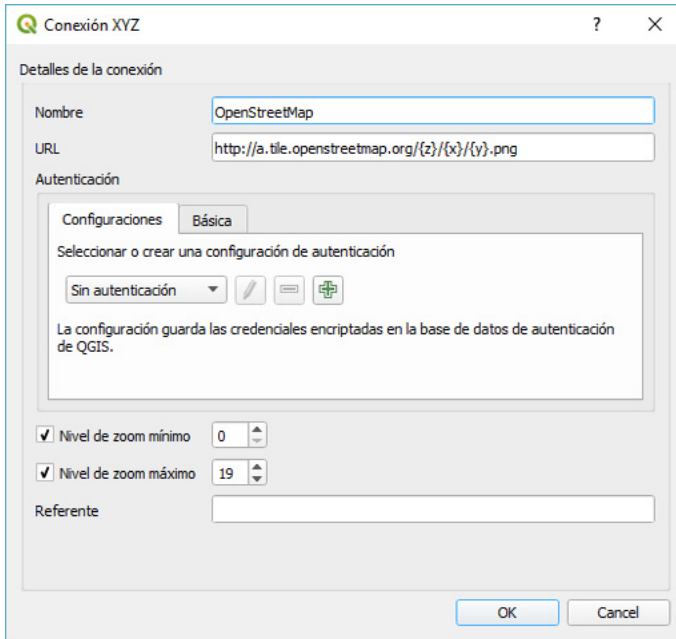 Conexión XYZ
?
Detalles de la conexión
Nombre OpenStreetMap
URL http://a.tile.openstreetmap.org/{z}/{x}/{y}.png
Autenticación
Configuraciones Básica
Seleccionar o crear una configuración de autenticación
Sin autenticación
La configuración guarda las credenciales encriptadas en la base de datos de autenticación
de QGIS.
Nivel de zoom mínimo 0
Nivel de zoom máximo 19
Referente
OK Cancel